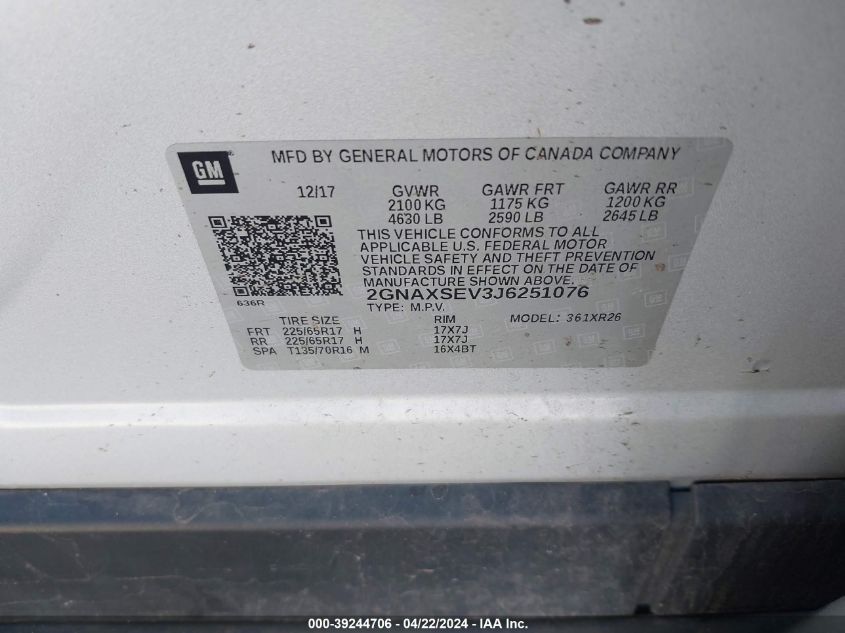 GM
MFD BY GENERAL MOTORS OF CANADA COMPANY
12/17 GVWR GAWR FRT GAWR RR
2100 KG 1175 KG 1200 KG
4630 LB 2590 LB 2645 LB
THIS VEHICLE CONFORMS TO ALL
APPLICABLE U.S. FEDERAL MOTOR
VEHICLE SAFETY AND THEFT PREVENTION
STANDARDS IN EFFECT ON THE DATE OF
MANUFACTURE SHOWN ABOVE.
636R 2GNAXSEV3J6251076
TYPE: M.P.V. MODEL: 361XR26
TIRE SIZE RIM
FRT 225/65R17 H 17X7J
RR 225/65R17 H 17X7J
SPA T135/70R16 M 16X4BT
000-39244706 - 04/22/2024 - IAA Inc.